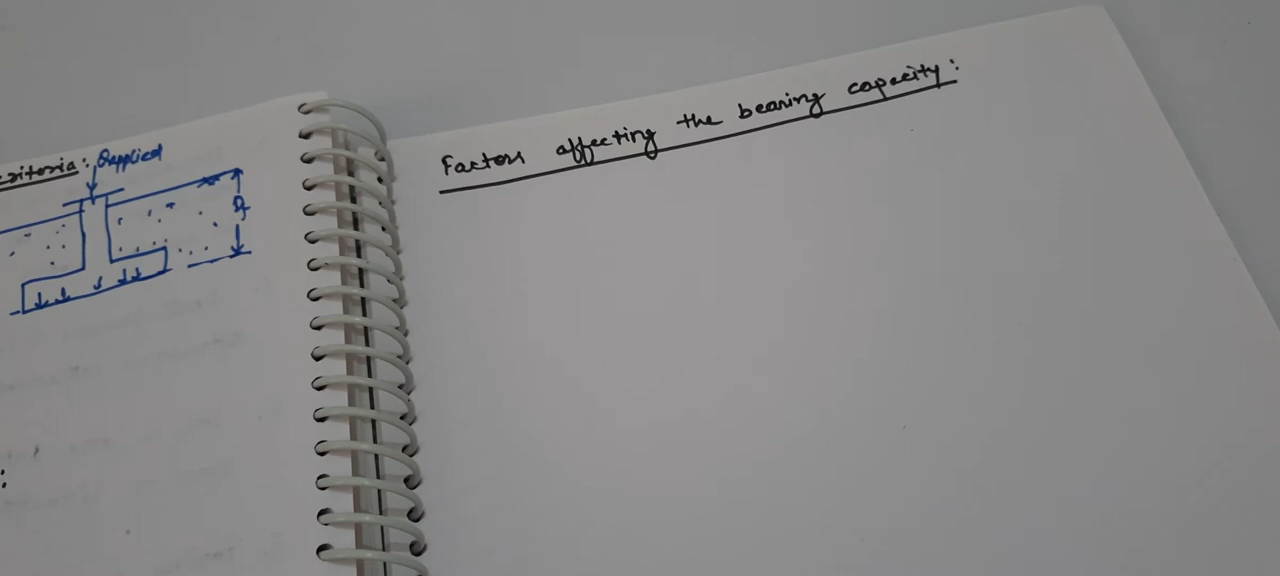 criteria:
Qapplied
Df
Factors affecting the bearing capacity:
: